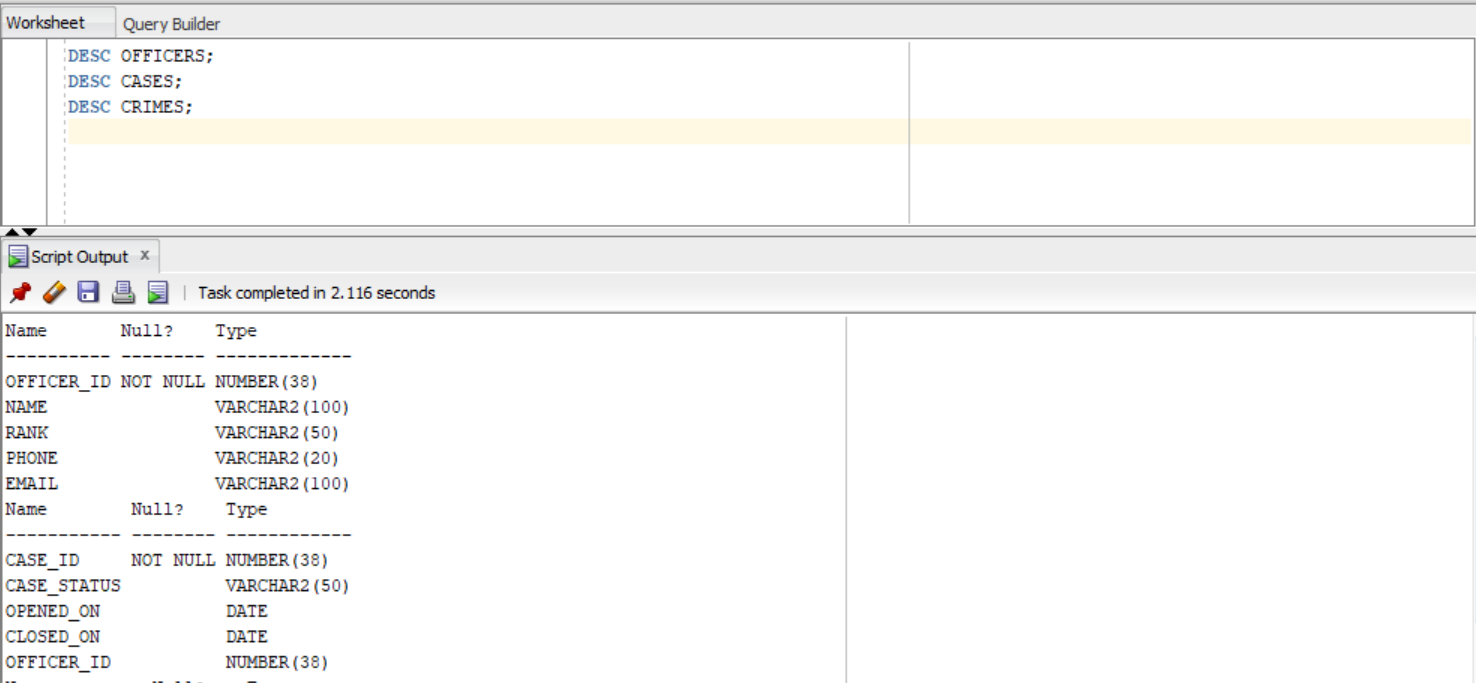 Worksheet Query Builder
DESC OFFICERS;
DESC CASES;
DESC CRIMES;
Script Output x
Task completed in 2.116 seconds
Name Null? Type
---------- -------- -------------
OFFICER_ID NOT NULL NUMBER(38)
NAME VARCHAR2(100)
RANK VARCHAR2(50)
PHONE VARCHAR2(20)
EMAIL VARCHAR2(100)
Name Null? Type
----------- -------- ------------
CASE_ID NOT NULL NUMBER(38)
CASE_STATUS VARCHAR2(50)
OPENED_ON DATE
CLOSED_ON DATE
OFFICER_ID NUMBER(38)